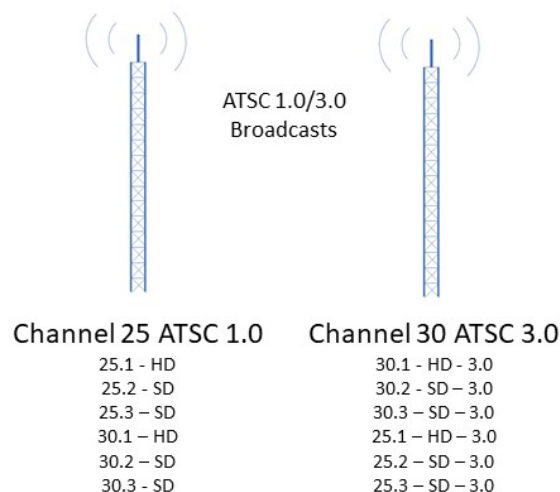 ATSC 1.0/3.0
Broadcasts
Channel 25 ATSC 1.0
25.1 - HD
25.2 - SD
25.3 – SD
30.1 – HD
30.2 – SD
30.3 - SD
Channel 30 ATSC 3.0
30.1 - HD - 3.0
30.2 - SD – 3.0
30.3 – SD – 3.0
25.1 – HD – 3.0
25.2 – SD – 3.0
25.3 – SD – 3.0